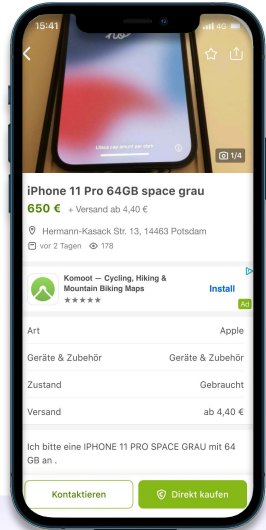 15:41
4G
1/4
iPhone 11 Pro 64GB space grau
650 € + Versand ab 4,40 €
Hermann-Kasack Str. 13, 14463 Potsdam
vor 2 Tagen 178
Komoot — Cycling, Hiking &
Mountain Biking Maps
Install
Ad
Art Apple
Geräte & Zubehör Geräte & Zubehör
Zustand Gebraucht
Versand ab 4,40 €
Ich bitte eine IPHONE 11 PRO SPACE GRAU mit 64
GB an .
Kontaktieren Direkt kaufen